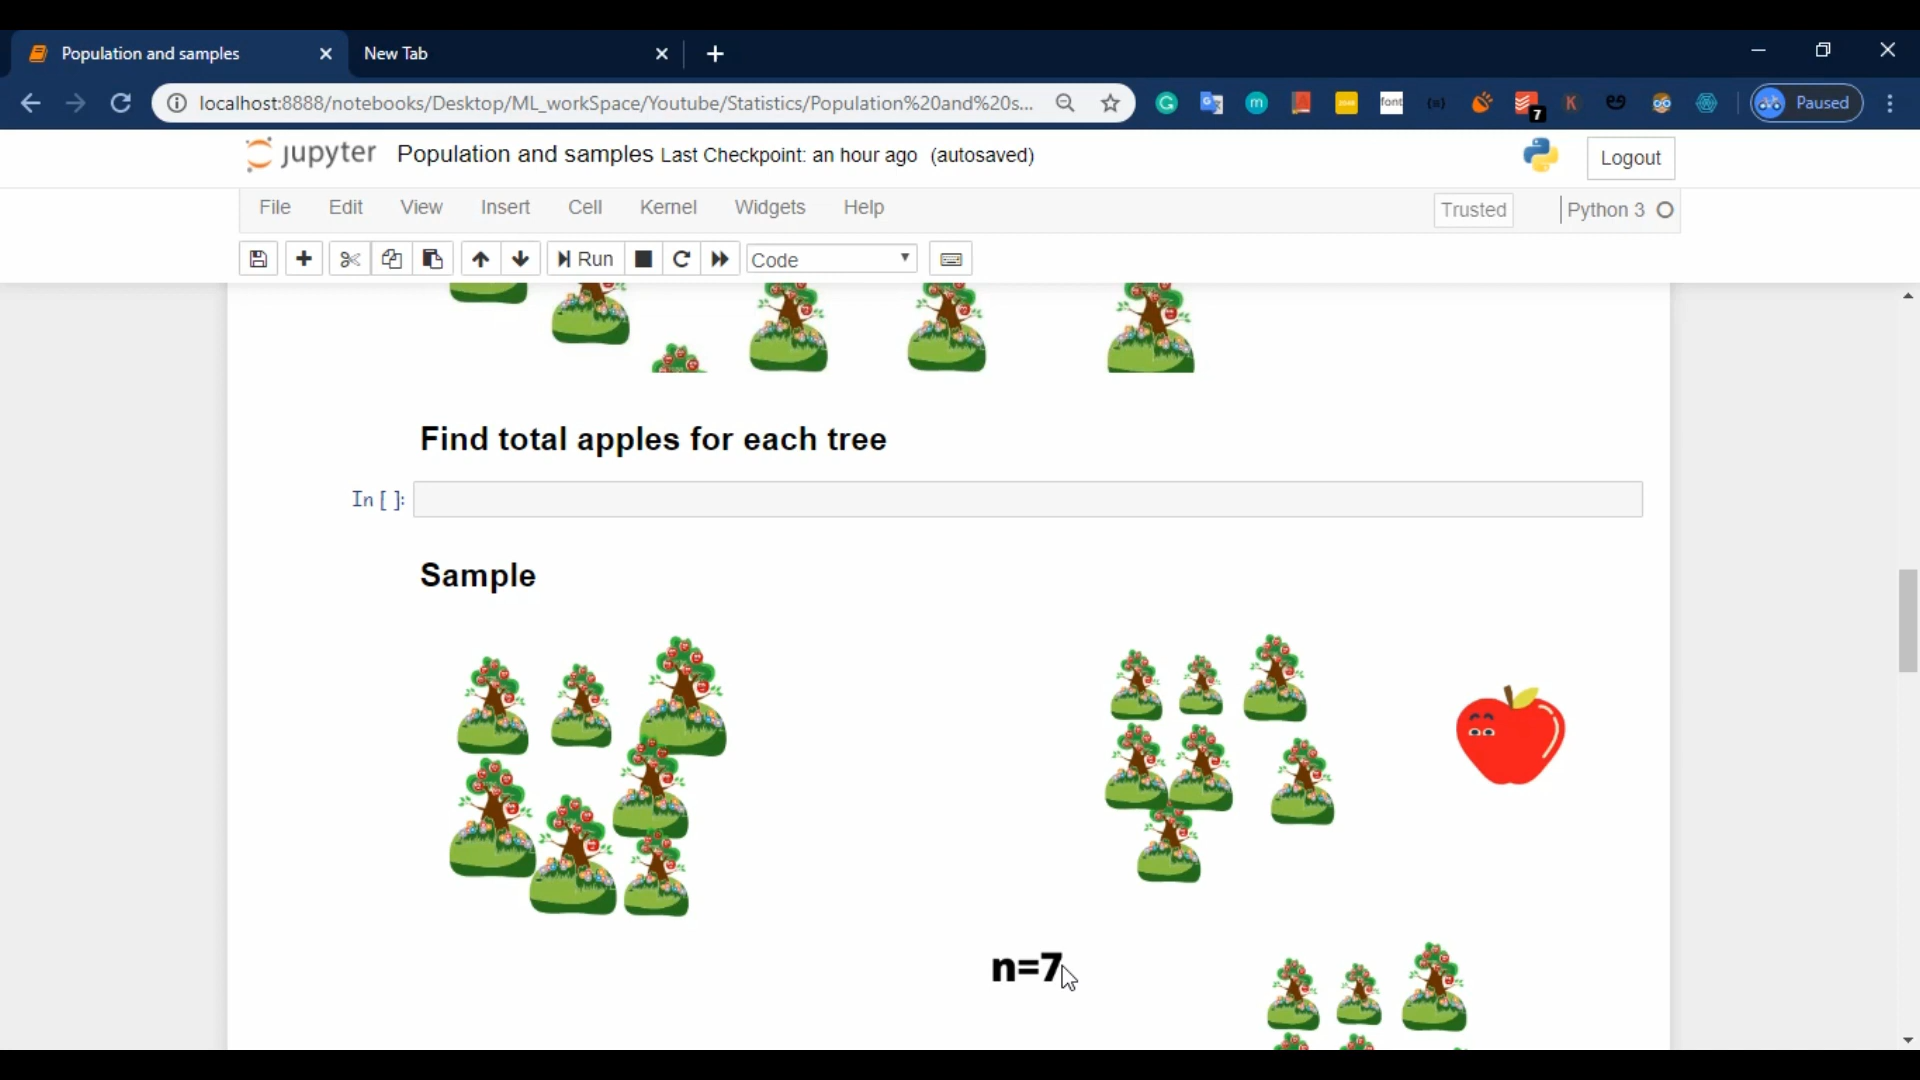 Population and samples
New Tab
localhost:8888/notebooks/Desktop/ML_workSpace/Youtube/Statistics/Population%20and%20s...
7
Paused
jupyter Population and samples Last Checkpoint: an hour ago (autosaved)
Logout
File Edit View Insert Cell Kernel Widgets Help
Trusted
Python 3
Run
Code
Find total apples for each tree
In [ ]:
Sample
n=7